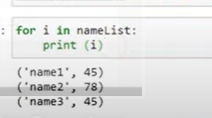 : for i in nameList:
print (i)
('name1', 45)
('name2', 78)
('name3', 45)